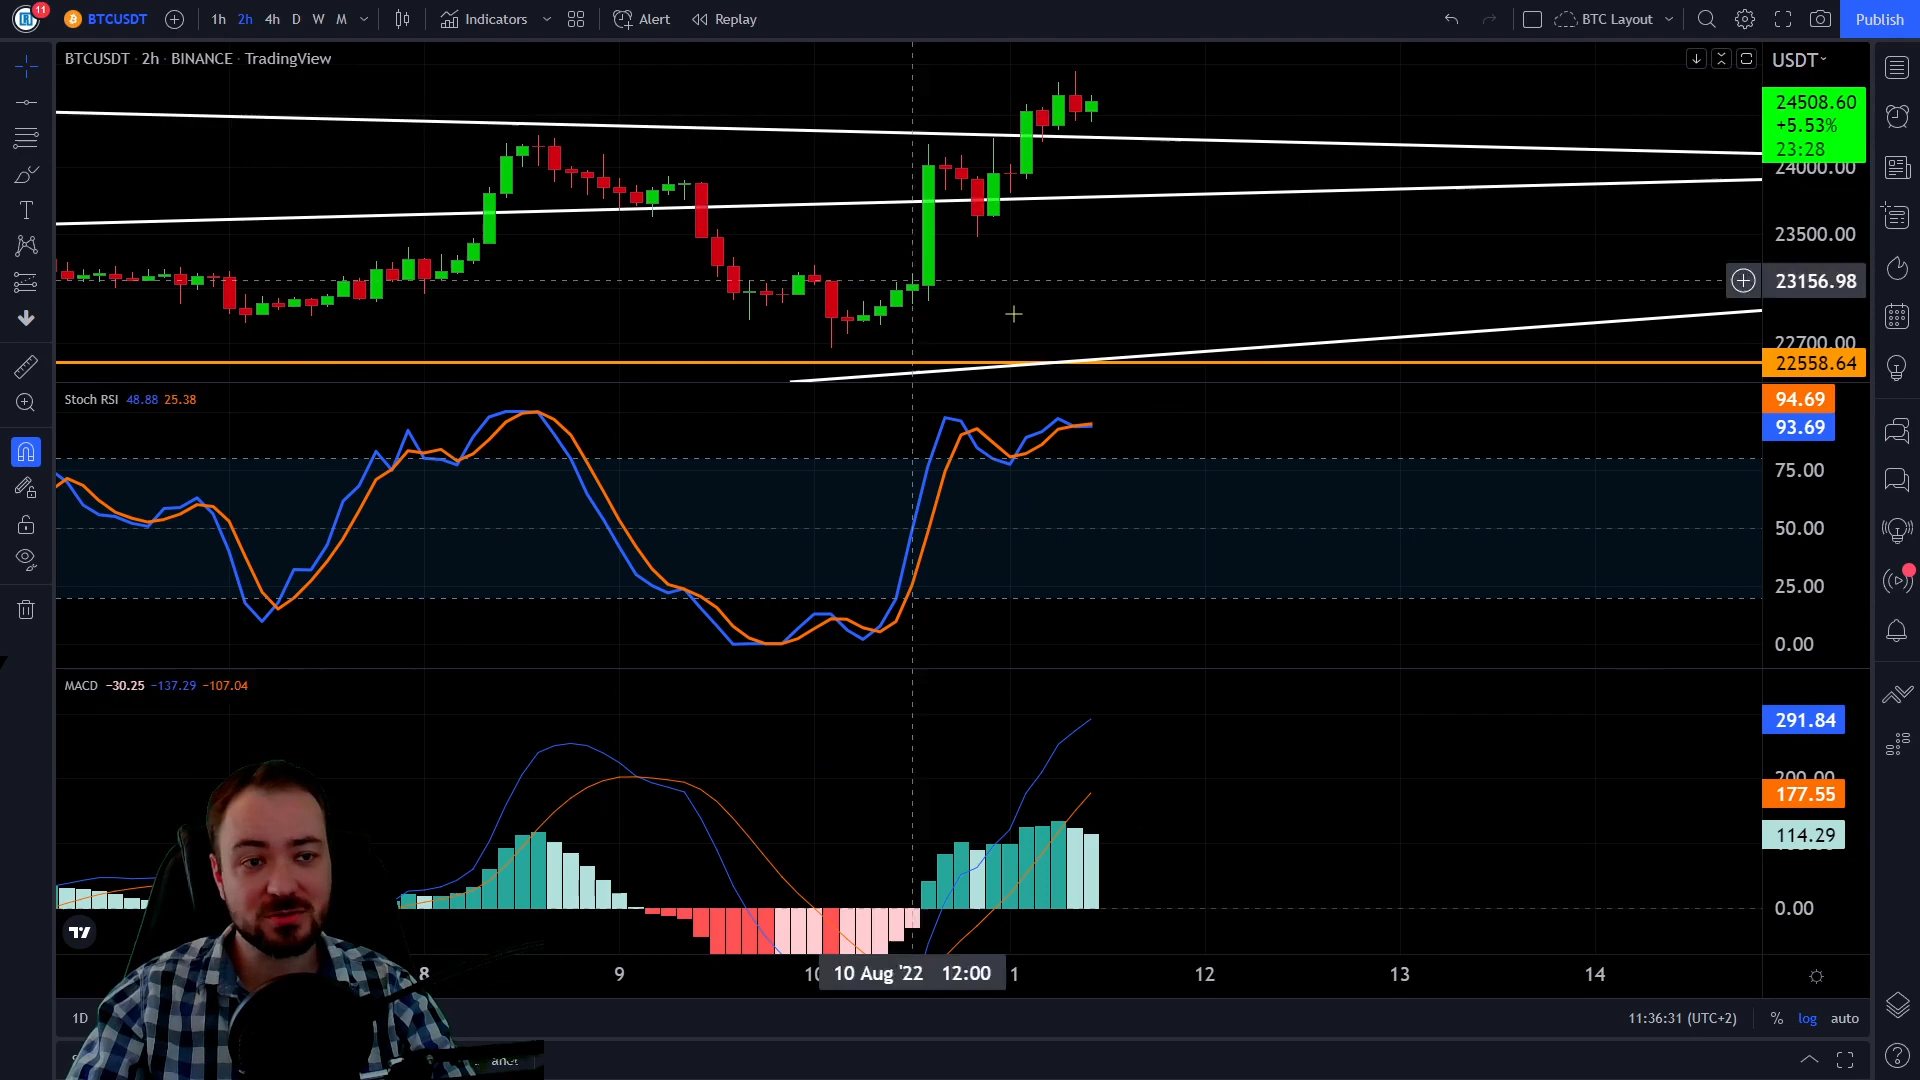 11
BTCUSDT 1h 2h 4h D W M Indicators Alert Replay BTC Layout Publish
BTCUSDT · 2h · BINANCE · TradingView
USDT
24508.60
+5.53%
23:28
24000.00
23500.00
23156.98
22700.00
22558.64
Stoch RSI 48.88 25.38
94.69
93.69
75.00
50.00
25.00
0.00
MACD −30.25 −137.29 −107.04
291.84
200.00
177.55
114.29
0.00
8 9 10 10 Aug '22 12:00 1 12 13 14
1D 11:36:31 (UTC+2) % log auto